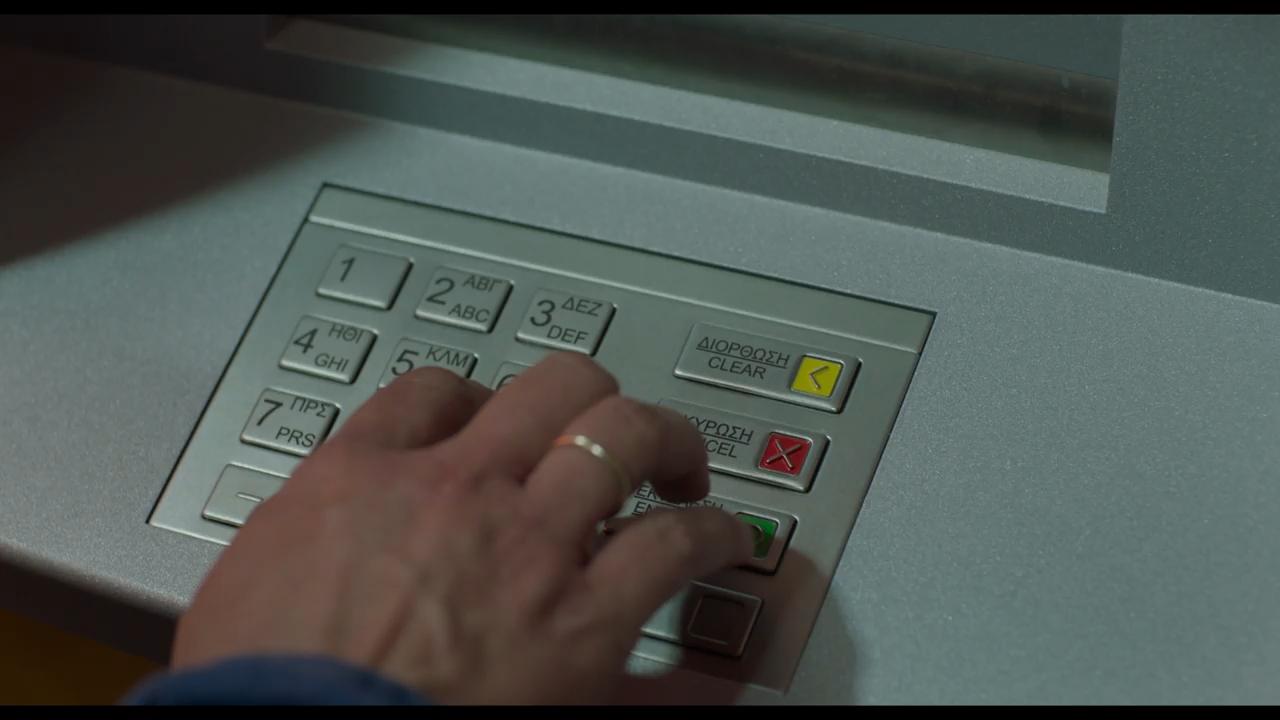 1
2 ΑΒΓ
ABC
3 ΔΕΖ
DEF
4 ΗΘΙ
GHI
5 ΚΛΜ
7 ΠΡΣ
PRS
ΔΙΟΡΘΩΣΗ
CLEAR